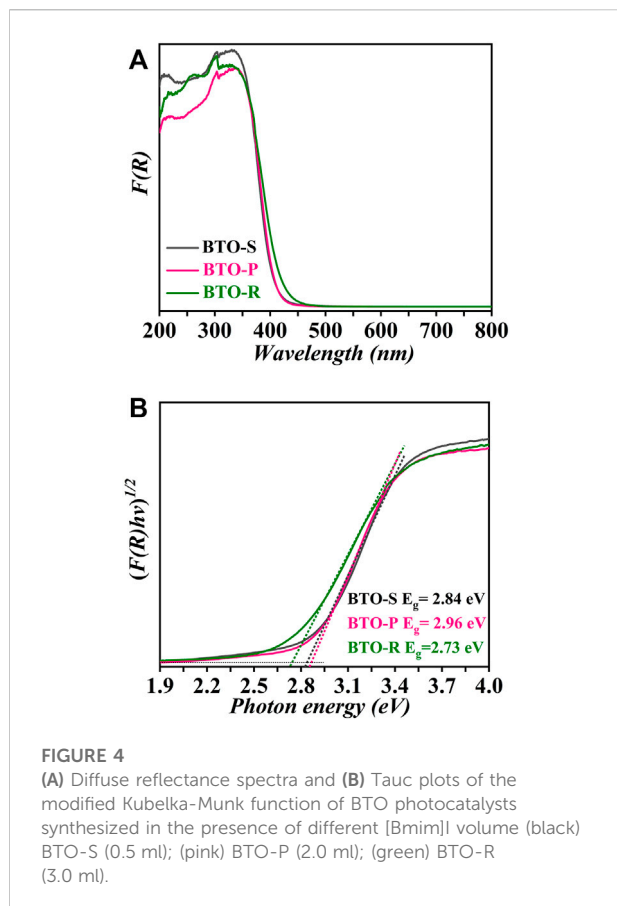 A
F(R)
BTO-S
BTO-P
BTO-R
200 300 400 500 600 700 800
Wavelength (nm)
B
(F(R)hv)^{1/2}
BTO-S E_g= 2.84 eV
BTO-P E_g= 2.96 eV
BTO-R E_g=2.73 eV
1.9 2.2 2.5 2.8 3.1 3.4 3.7 4.0
Photon energy (eV)
FIGURE 4
(A) Diffuse reflectance spectra and (B) Tauc plots of the
modified Kubelka-Munk function of BTO photocatalysts
synthesized in the presence of different [Bmim]I volume (black)
BTO-S (0.5 ml); (pink) BTO-P (2.0 ml); (green) BTO-R
(3.0 ml).